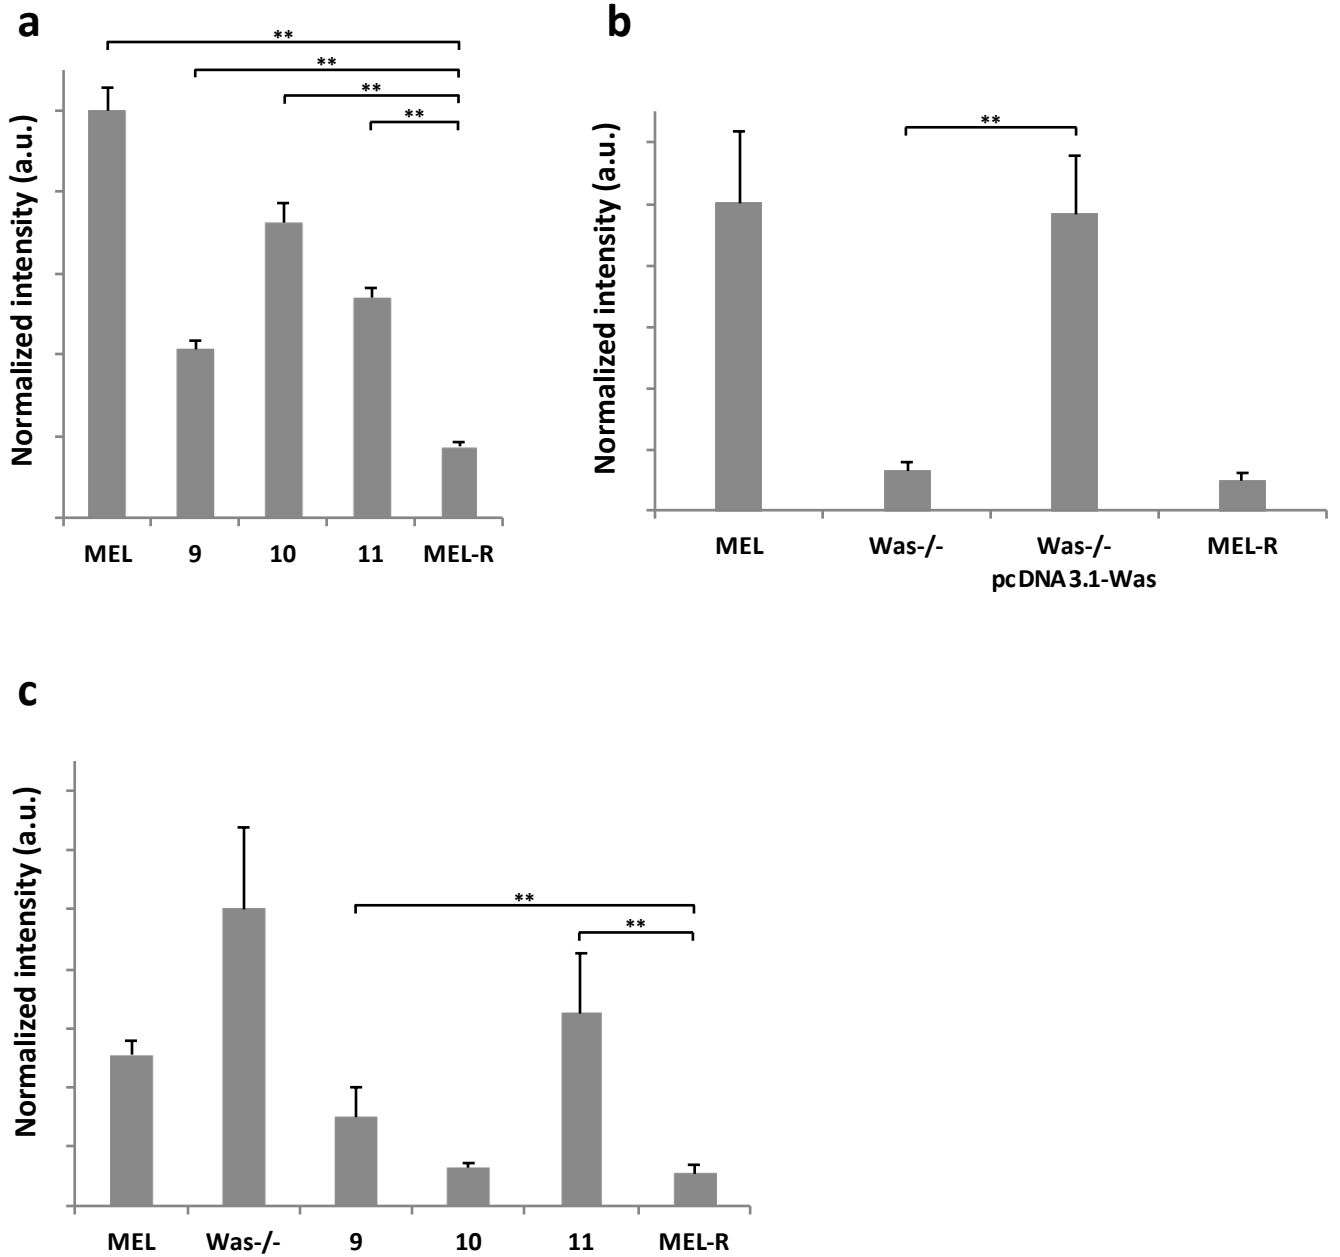 a
**
**
**
**
Normalized intensity (a.u.)
MEL 9 10 11 MEL-R
b
**
Normalized intensity (a.u.)
MEL Was-/- Was-/- MEL-R
pcDNA3.1-Was
c
**
**
Normalized intensity (a.u.)
MEL Was-/- 9 10 11 MEL-R